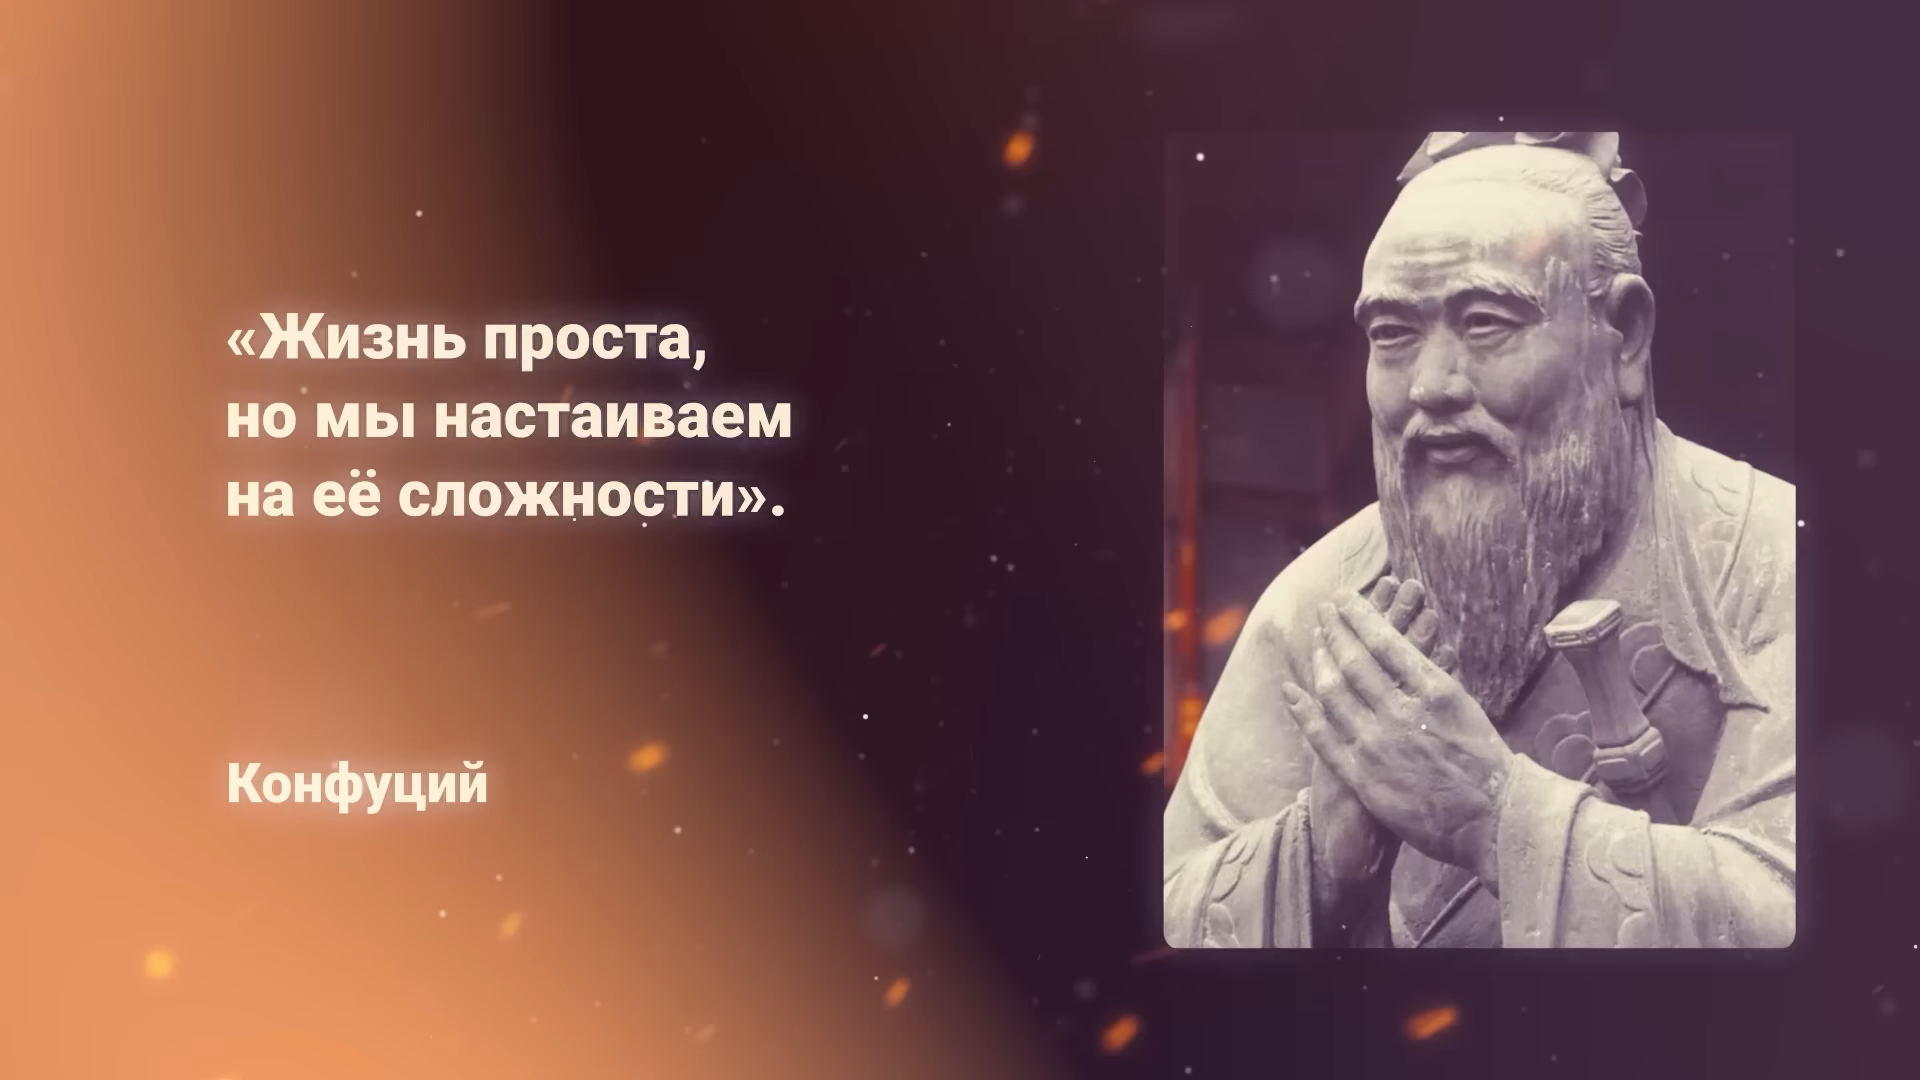 «Жизнь проста,
но мы настаиваем
на её сложности».
Конфуций